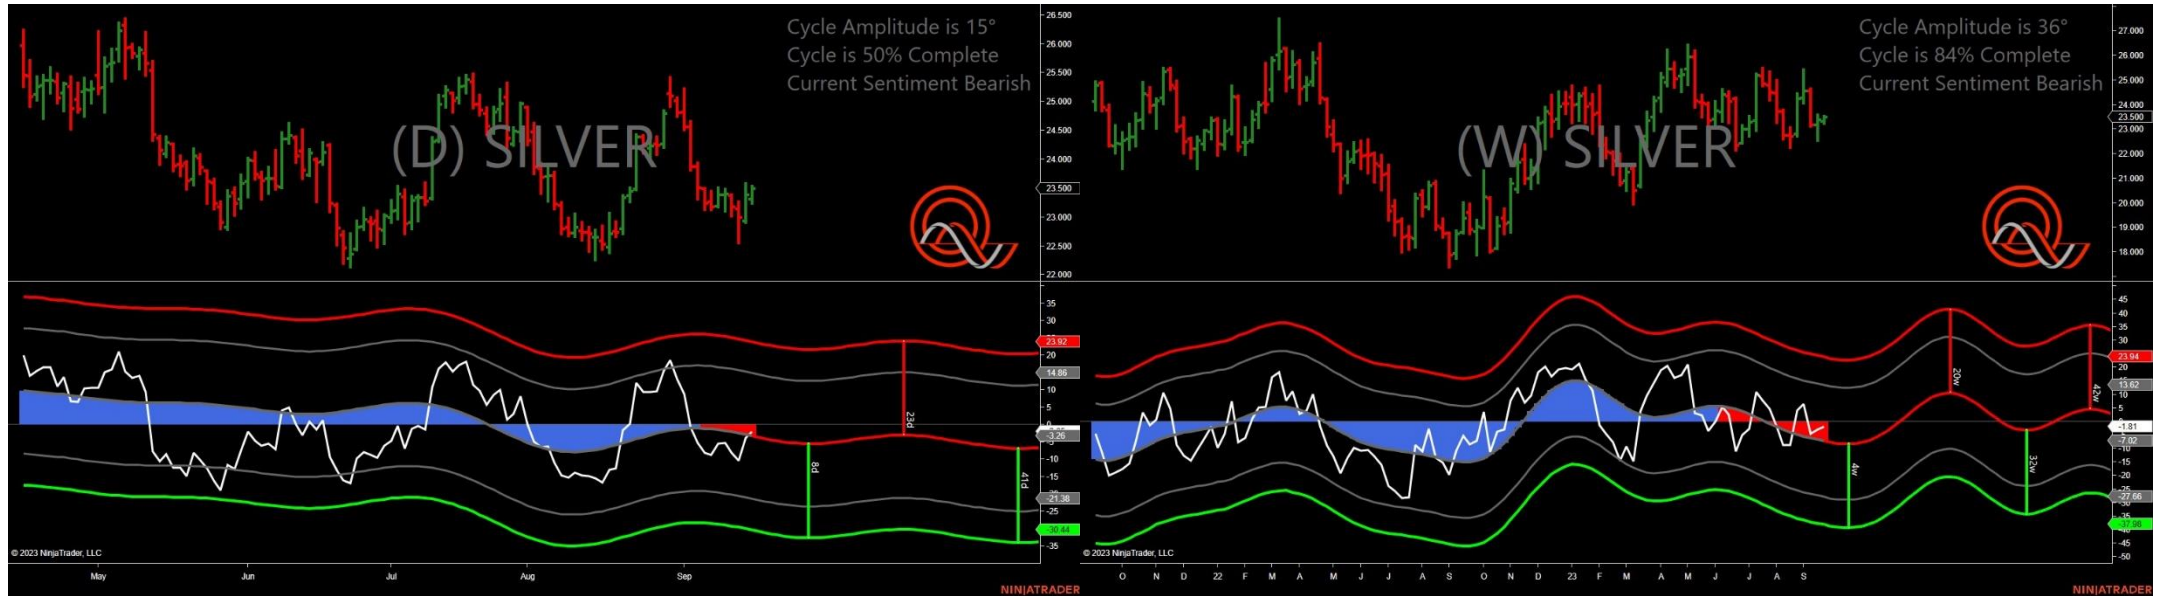 Cycle Amplitude is 15°
Cycle is 50% Complete
Current Sentiment Bearish
(D) SILVER
26.500
26.000
25.500
25.000
24.500
24.000
23.500
23.000
22.500
22.000
35
30
23.92
20
14.86
10
5
0
-3.26
-5
-10
-15
-21.38
-25
-30.44
-35
8d
23d
41d
© 2023 NinjaTrader, LLC
May
Jun
Jul
Aug
Sep
NINJATRADER
Cycle Amplitude is 36°
Cycle is 84% Complete
Current Sentiment Bearish
(W) SILVER
27.000
26.000
25.000
24.000
23.500
23.000
22.000
21.000
20.000
19.000
18.000
45
40
35
30
23.94
20
13.62
10
5
-1.81
-7.02
-10
-15
-20
-27.66
-35
-37.96
-45
-50
4w
20w
32w
42w
© 2023 NinjaTrader, LLC
O
N
D
22
F
M
A
M
J
J
A
S
O
N
D
23
F
M
A
M
J
J
A
S
NINJATRADER